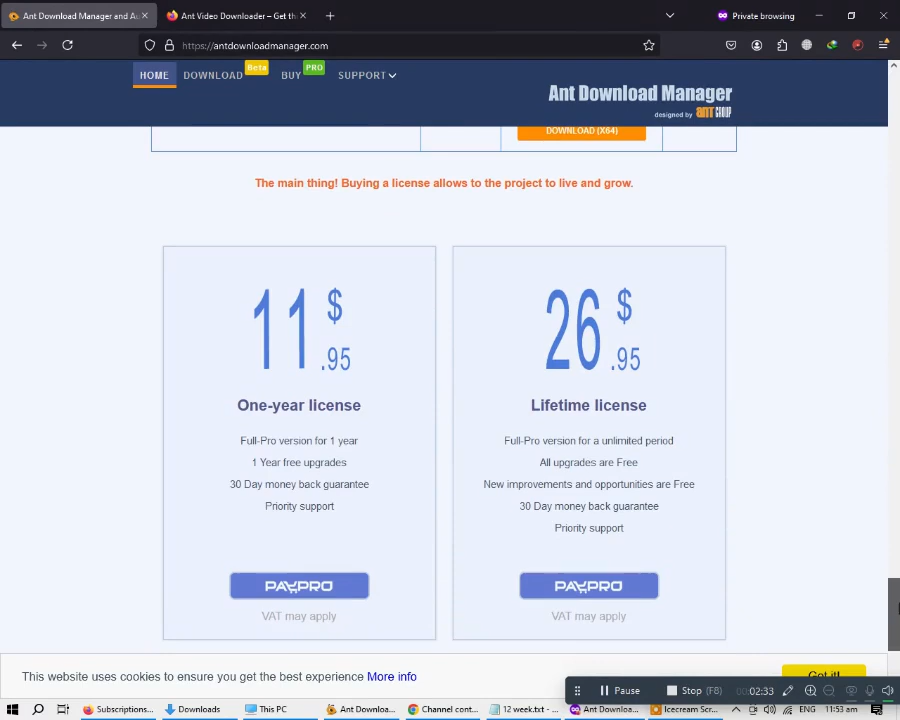 Ant Download Manager and Au
Ant Video Downloader – Get th
Private browsing
https://antdownloadmanager.com
HOME
DOWNLOAD
Beta
BUY
PRO
SUPPORT
Ant Download Manager
designed by ant GROUP
DOWNLOAD (X64)
The main thing! Buying a license allows to the project to live and grow.
11 $ .95
One-year license
Full-Pro version for 1 year
1 Year free upgrades
30 Day money back guarantee
Priority support
PAYPRO
VAT may apply
26 $ .95
Lifetime license
Full-Pro version for a unlimited period
All upgrades are Free
New improvements and opportunities are Free
30 Day money back guarantee
Priority support
PAYPRO
VAT may apply
This website uses cookies to ensure you get the best experience More info
Got it!
Pause
Stop (F8)
00:02:33
Subscriptions...
Downloads
This PC
Ant Downloa...
Channel cont...
12 week.txt - ...
Ant Downloa...
Icecream Scr...
ENG
11:53 am